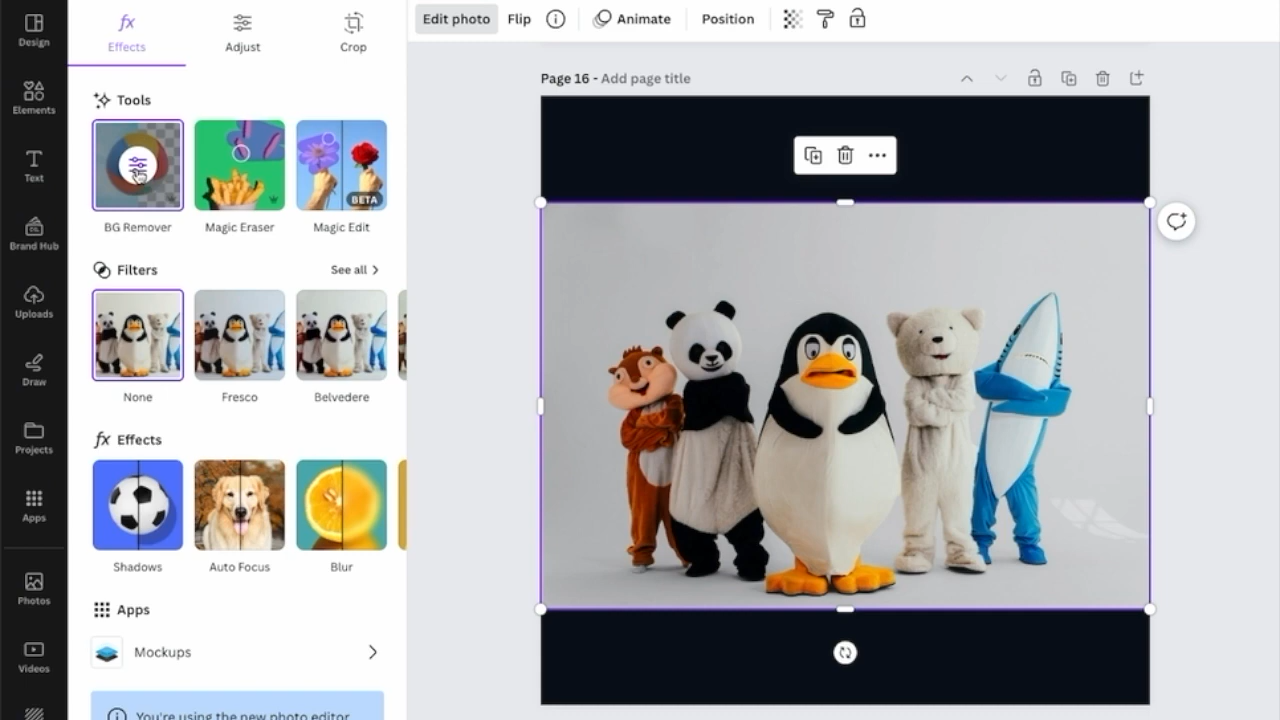 Design
Elements
Text
Brand Hub
Uploads
Draw
Projects
Apps
Photos
Videos
fx
Effects
Adjust
Crop
Tools
BETA
BG Remover
Magic Eraser
Magic Edit
Filters
See all
None
Fresco
Belvedere
fx Effects
Shadows
Auto Focus
Blur
Apps
Mockups
You're using the new photo editor
Edit photo
Flip
Animate
Position
Page 16 - Add page title